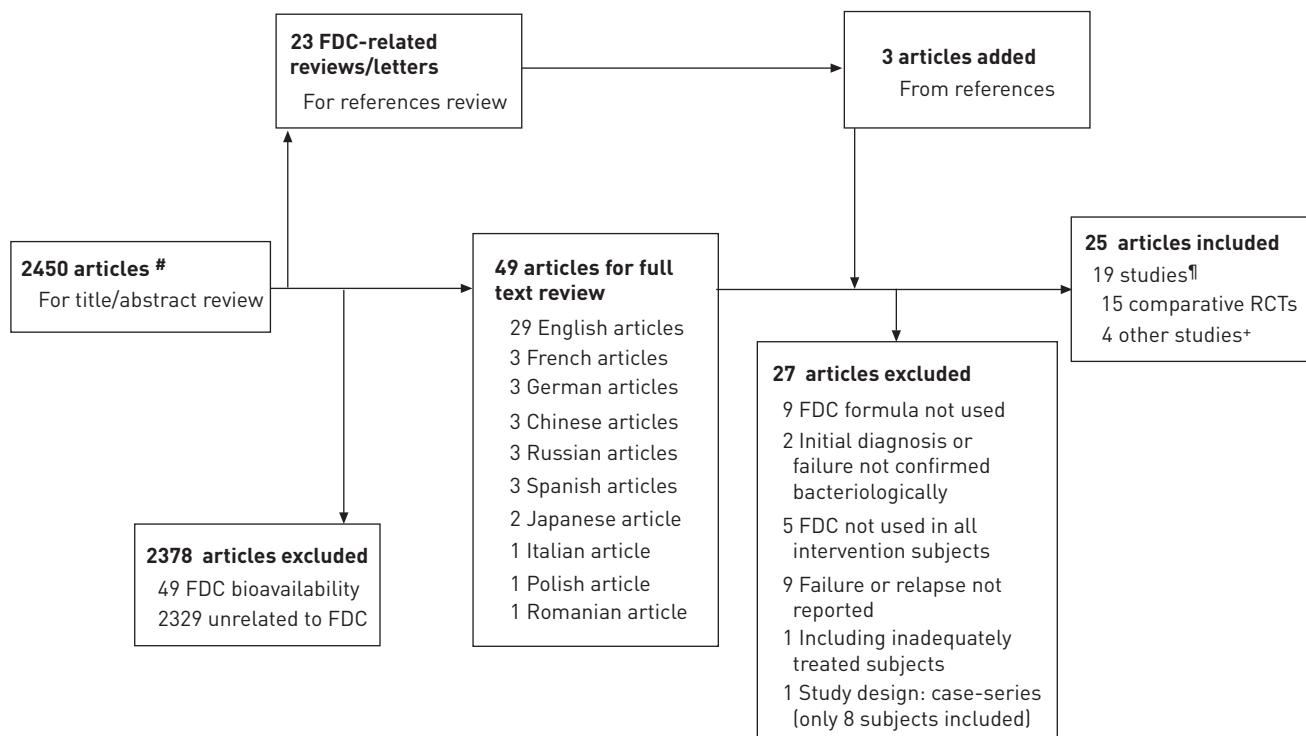 23 FDC-related
reviews/letters
For references review
3 articles added
From references
2450 articles #
For title/abstract review
49 articles for full
text review
29 English articles
3 French articles
3 German articles
3 Chinese articles
3 Russian articles
3 Spanish articles
2 Japanese article
1 Italian article
1 Polish article
1 Romanian article
25 articles included
19 studies¶
15 comparative RCTs
4 other studies+
2378 articles excluded
49 FDC bioavailability
2329 unrelated to FDC
27 articles excluded
9 FDC formula not used
2 Initial diagnosis or
failure not confirmed
bacteriologically
5 FDC not used in all
intervention subjects
9 Failure or relapse not
reported
1 Including inadequately
treated subjects
1 Study design: case-series
(only 8 subjects included)